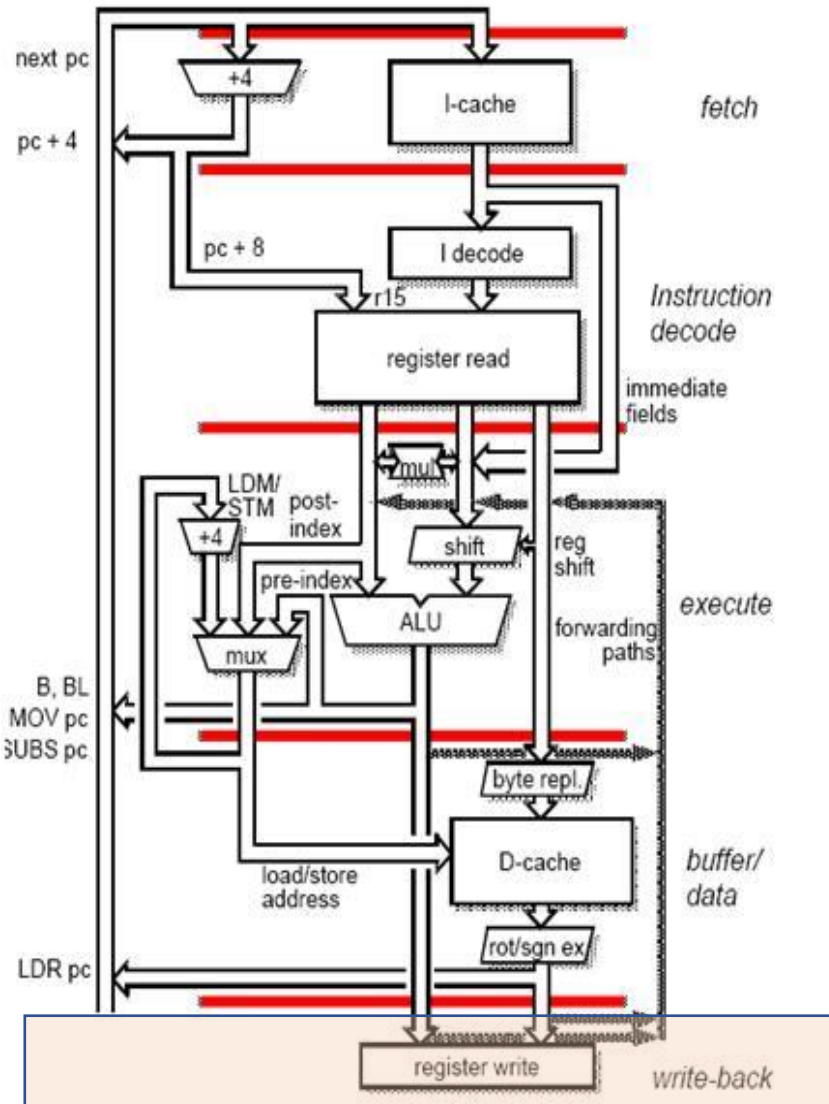 next pc
+4
I-cache
fetch
pc + 4
pc + 8
I decode
r15
Instruction
decode
register read
immediate
fields
mul
LDM/
STM
post-
index
+4
shift
reg
shift
pre-index
execute
ALU
forwarding
paths
mux
B, BL
MOV pc
SUBS pc
byte repl.
D-cache
buffer/
data
load/store
address
rot/sgn ex
LDR pc
register write
write-back